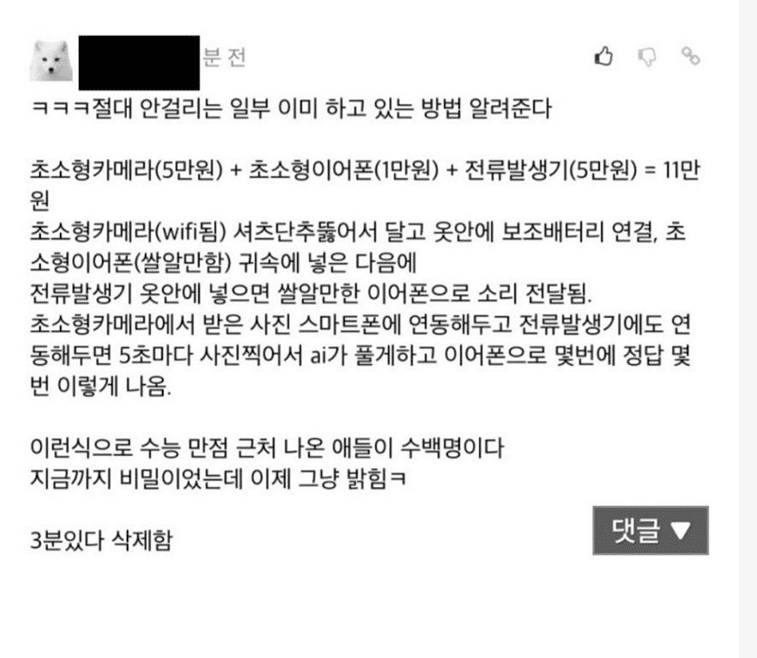 분 전
ㅋㅋㅋ절대 안걸리는 일부 이미 하고 있는 방법 알려준다
초소형카메라(5만원) + 초소형이어폰(1만원) + 전류발생기(5만원) = 11만
원
초소형카메라(wifi됨) 셔츠단추뚫어서 달고 옷안에 보조배터리 연결, 초
소형이어폰(쌀알만함) 귀속에 넣은 다음에
전류발생기 옷안에 넣으면 쌀알만한 이어폰으로 소리 전달됨.
초소형카메라에서 받은 사진 스마트폰에 연동해두고 전류발생기에도 연
동해두면 5초마다 사진찍어서 ai가 풀게하고 이어폰으로 몇번에 정답 몇
번 이렇게 나옴.
이런식으로 수능 만점 근처 나온 애들이 수백명이다
지금까지 비밀이었는데 이제 그냥 밝힘ㅋ
3분있다 삭제함
댓글 ▼